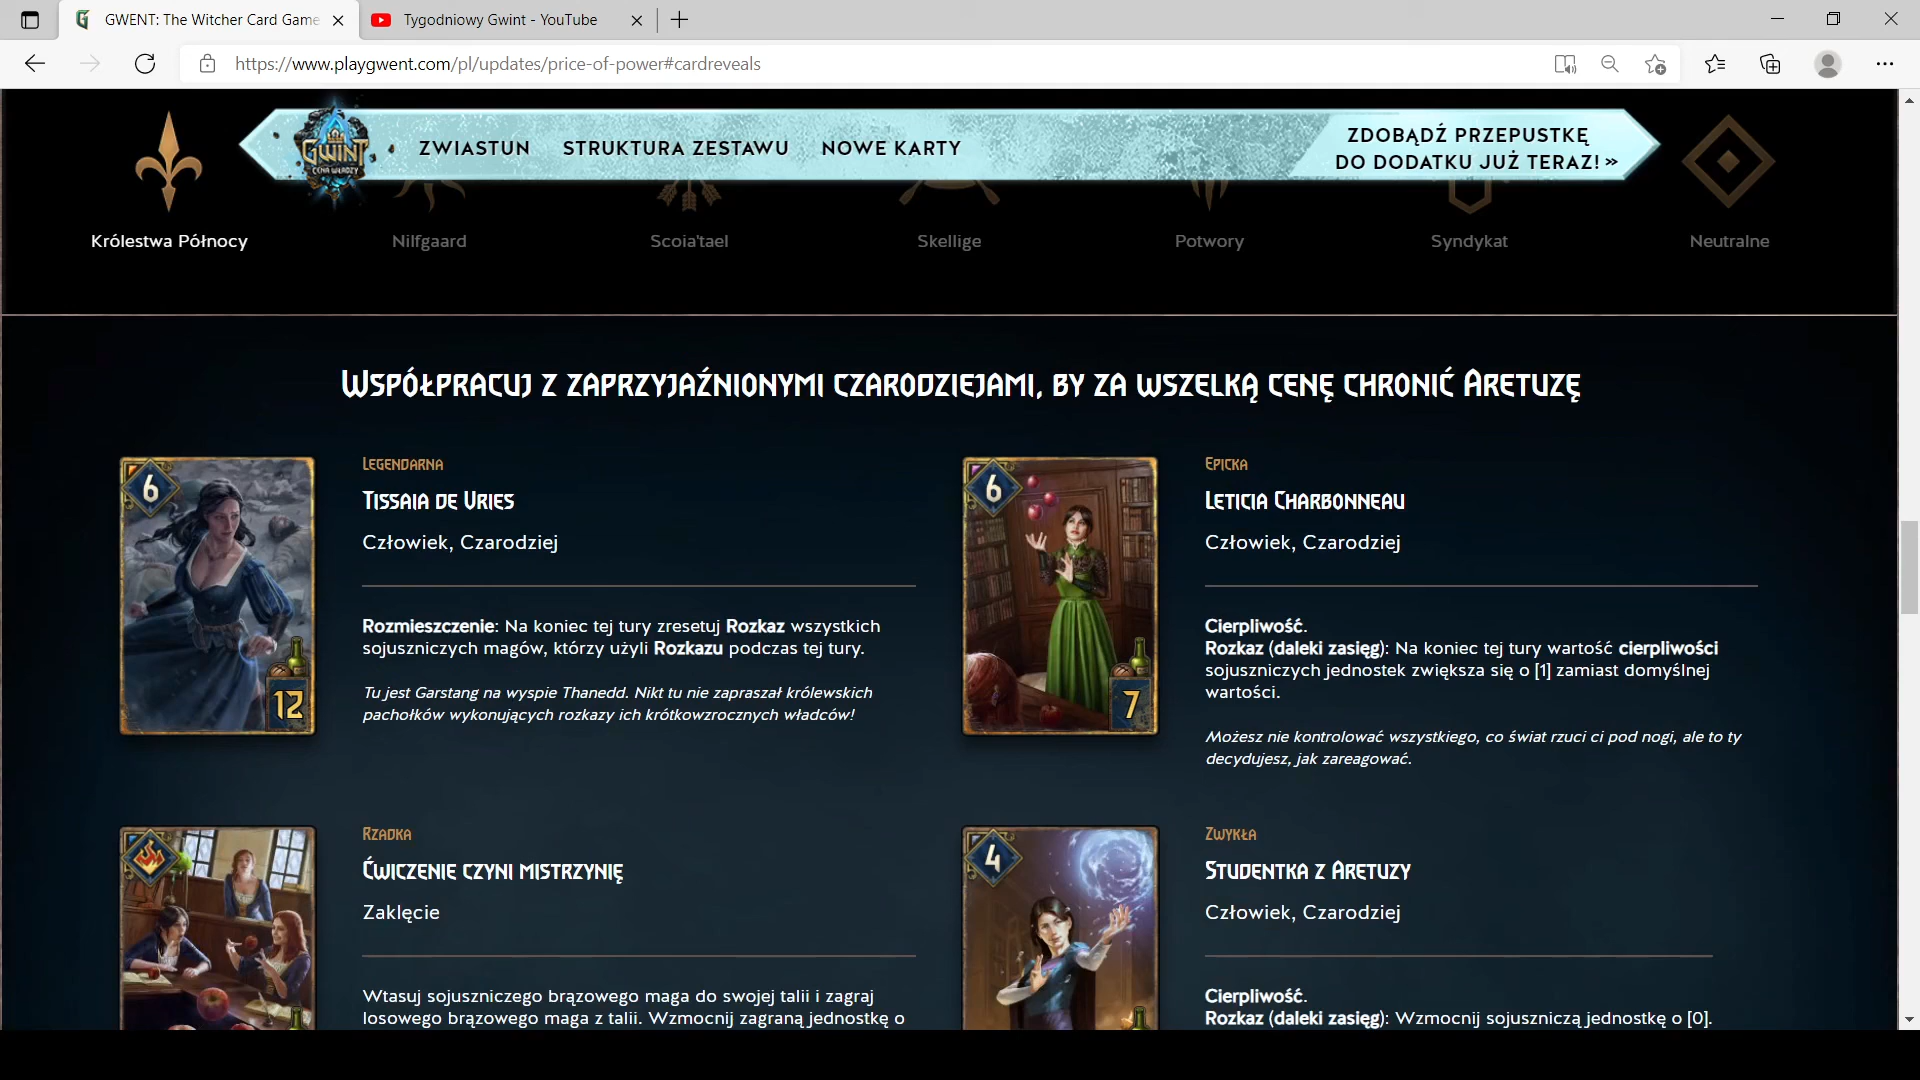 GWENT: The Witcher Card Game
Tygodniowy Gwint - YouTube
https://www.playgwent.com/pl/updates/price-of-power#cardreveals
GWINT
CENA WŁADZY
ZWIASTUN
STRUKTURA ZESTAWU
NOWE KARTY
ZDOBĄDŹ PRZEPUSTKĘ
DO DODATKU JUŻ TERAZ! »
Królestwa Północy
Nilfgaard
Scoia'tael
Skellige
Potwory
Syndykat
Neutralne
Współpracuj z zaprzyjaźnionymi czarodziejami, by za wszelką cenę chronić Aretuzę
6
12
Legendarna
Tissaia de Vries
Człowiek, Czarodziej
Rozmieszczenie: Na koniec tej tury zresetuj Rozkaz wszystkich
sojuszniczych magów, którzy użyli Rozkazu podczas tej tury.
Tu jest Garstang na wyspie Thanedd. Nikt tu nie zapraszał królewskich
pachołków wykonujących rozkazy ich krótkowzrocznych władców!
6
7
Epicka
Leticia Charbonneau
Człowiek, Czarodziej
Cierpliwość.
Rozkaz (daleki zasięg): Na koniec tej tury wartość cierpliwości
sojuszniczych jednostek zwiększa się o [1] zamiast domyślnej
wartości.
Możesz nie kontrolować wszystkiego, co świat rzuci ci pod nogi, ale to ty
decydujesz, jak zareagować.
Rzadka
Ćwiczenie czyni mistrzynię
Zaklęcie
Wtasuj sojuszniczego brązowego maga do swojej talii i zagraj
losowego brązowego maga z talii. Wzmocnij zagraną jednostkę o
4
Zwykła
Studentka z Aretuzy
Człowiek, Czarodziej
Cierpliwość.
Rozkaz (daleki zasięg): Wzmocnij sojuszniczą jednostkę o [0].